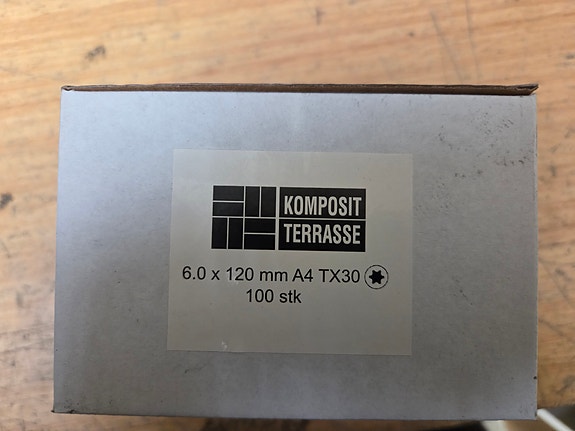 KOMPOSIT
TERRASSE
6.0 x 120 mm A4 TX30
100 stk